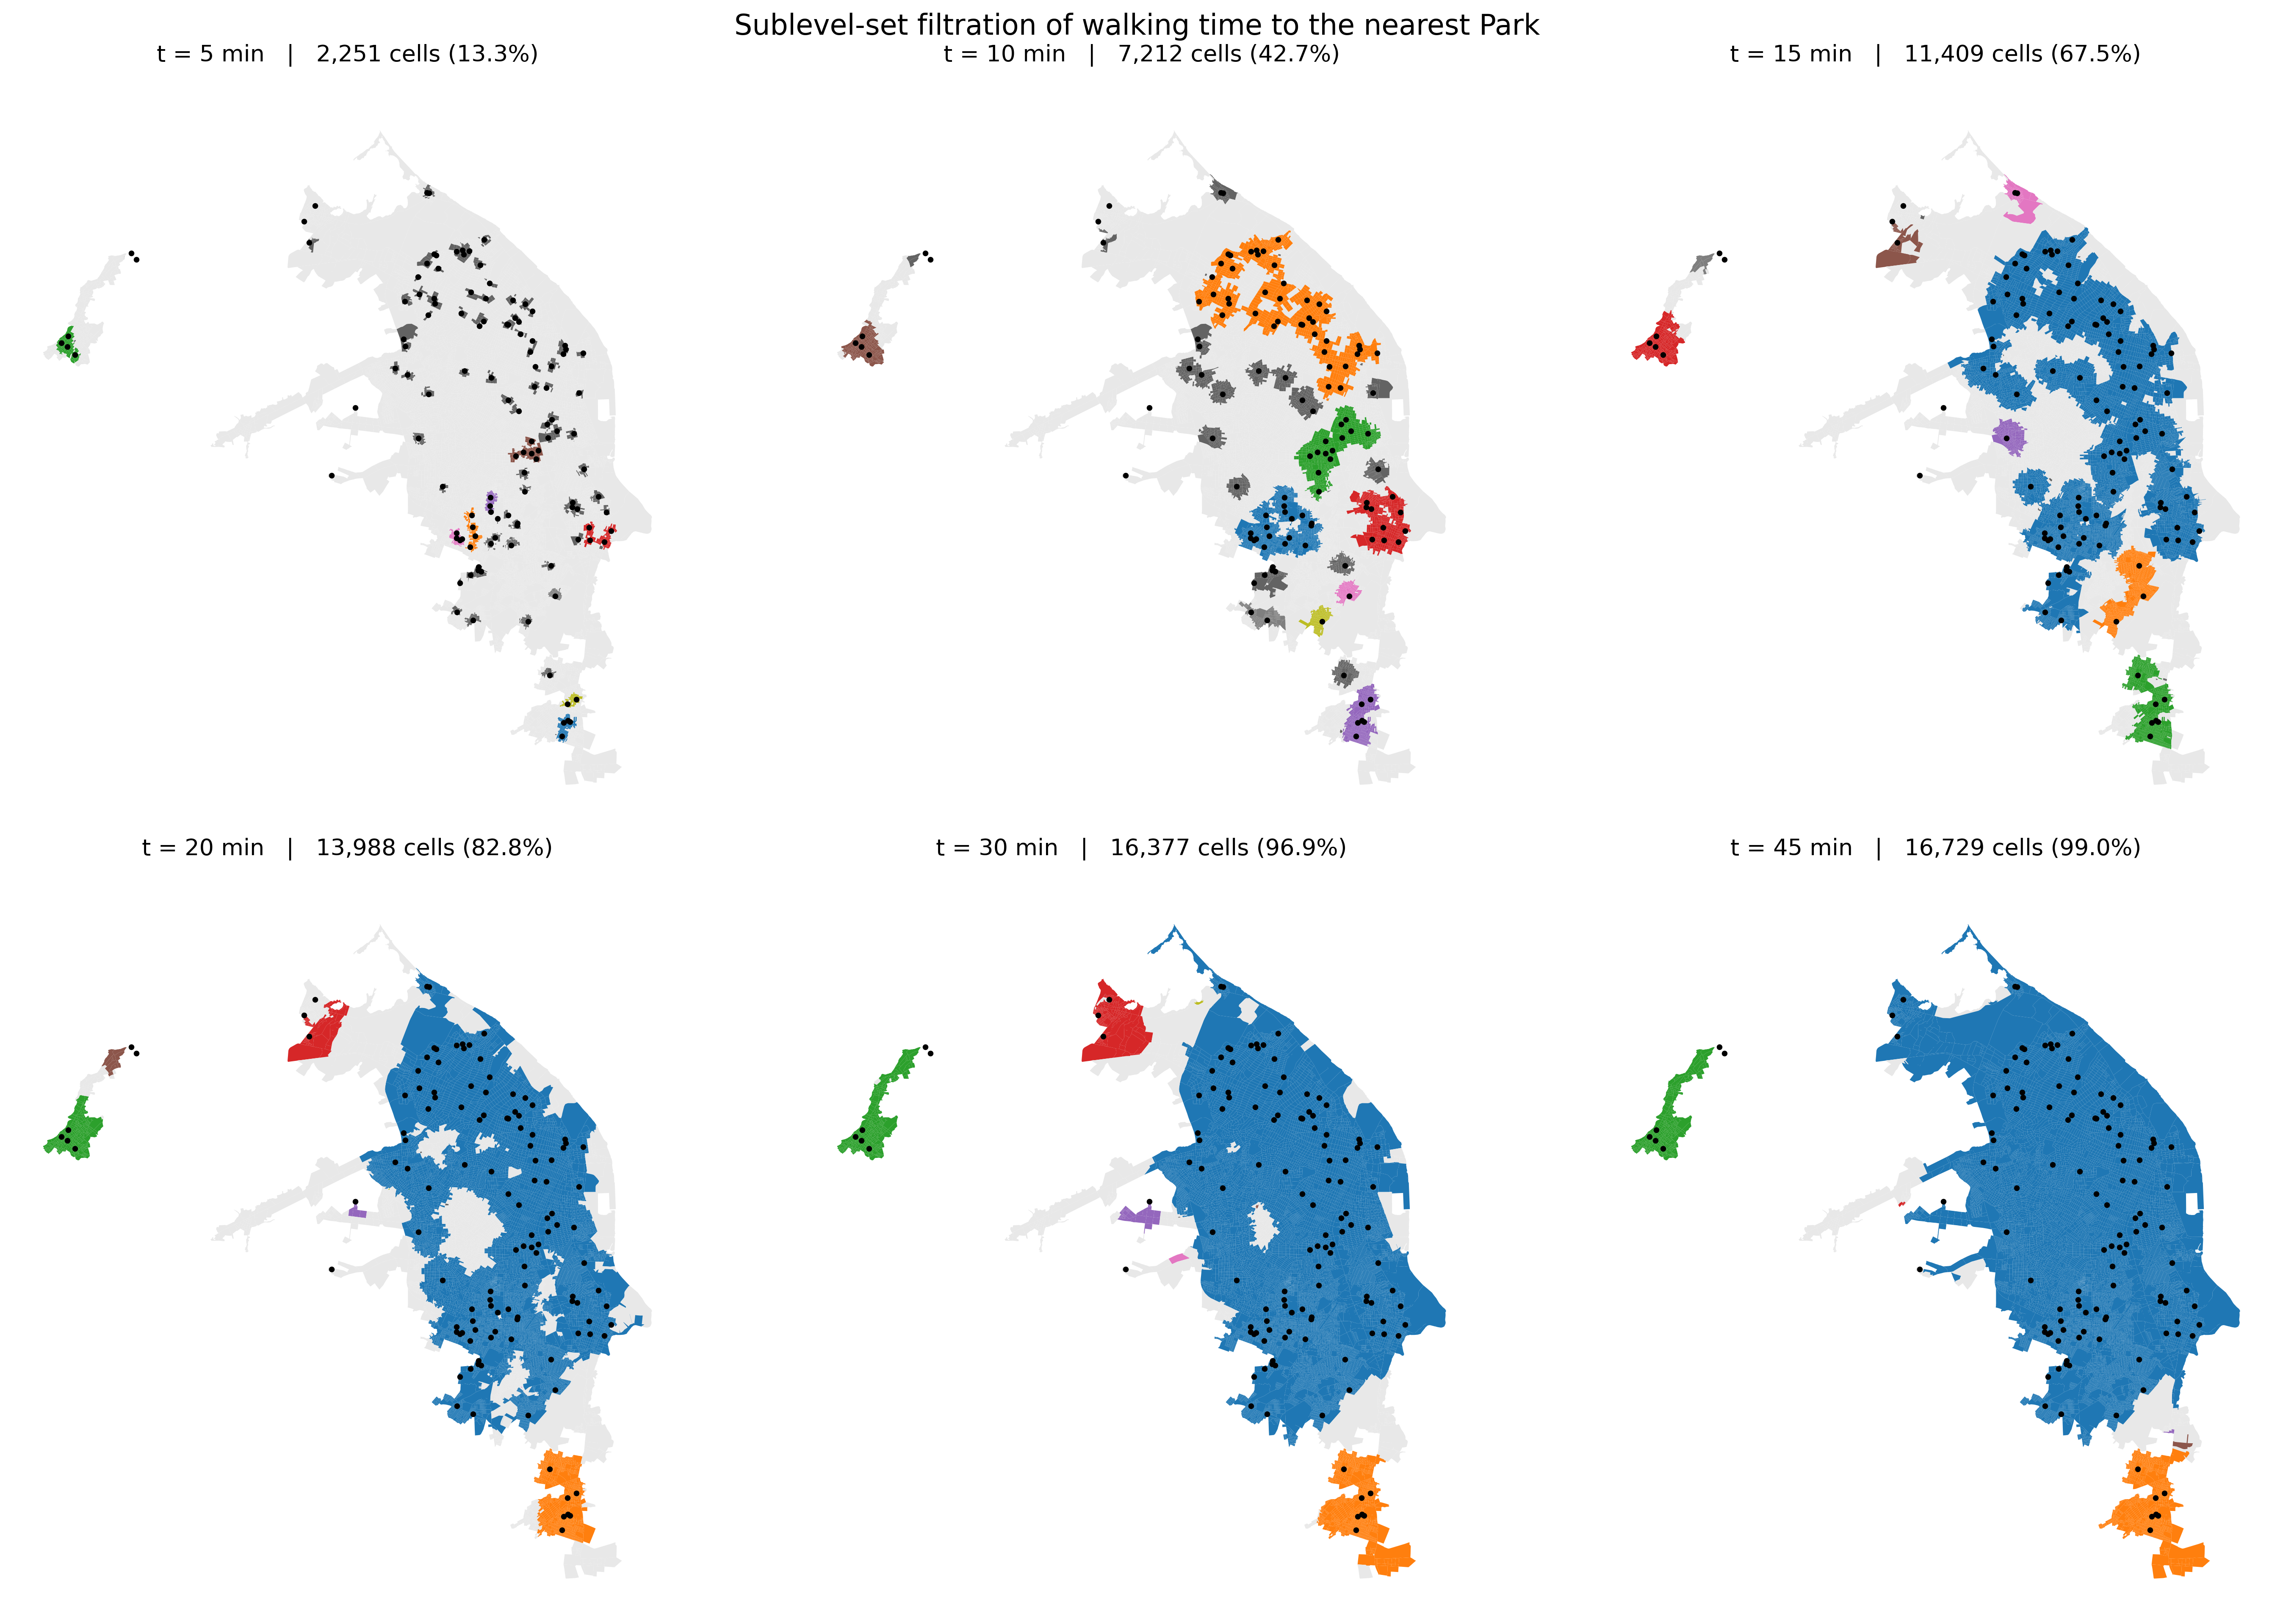 Sublevel-set filtration of walking time to the nearest Park
t = 5 min | 2,251 cells (13.3%)
t = 10 min | 7,212 cells (42.7%)
t = 15 min | 11,409 cells (67.5%)
t = 20 min | 13,988 cells (82.8%)
t = 30 min | 16,377 cells (96.9%)
t = 45 min | 16,729 cells (99.0%)